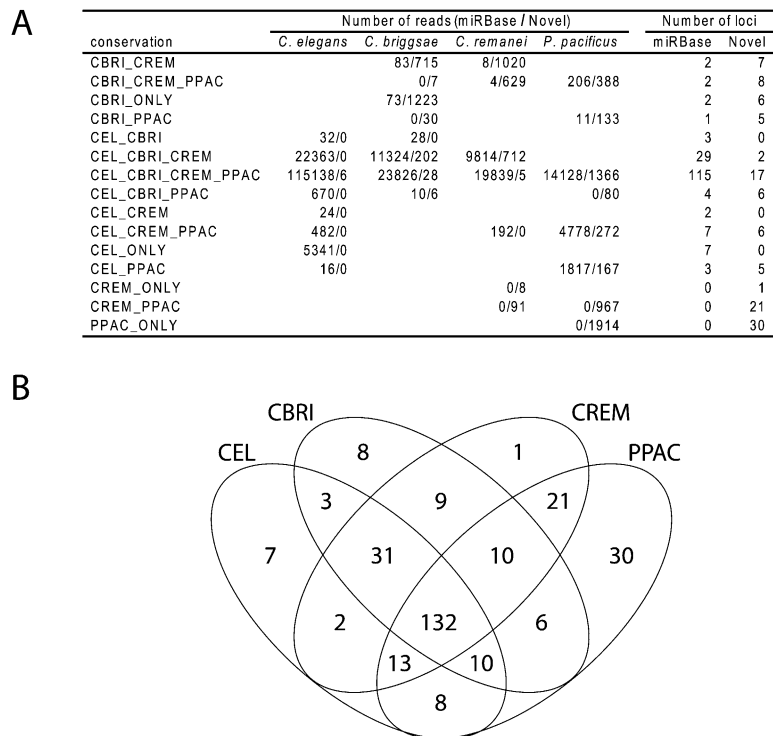 A
Number of reads (miRBase / Novel) Number of loci
conservation C. elegans C. briggsae C. remanei P. pacificus miRBase Novel
CBRI_CREM 83/715 8/1020 2 7
CBRI_CREM_PPAC 0/7 4/629 206/388 2 8
CBRI_ONLY 73/1223 2 6
CBRI_PPAC 0/30 11/133 1 5
CEL_CBRI 32/0 28/0 3 0
CEL_CBRI_CREM 22363/0 11324/202 9814/712 29 2
CEL_CBRI_CREM_PPAC 115138/6 23826/28 19839/5 14128/1366 115 17
CEL_CBRI_PPAC 670/0 10/6 0/80 4 6
CEL_CREM 24/0 2 0
CEL_CREM_PPAC 482/0 192/0 4778/272 7 6
CEL_ONLY 5341/0 7 0
CEL_PPAC 16/0 1817/167 3 5
CREM_ONLY 0/8 0 1
CREM_PPAC 0/91 0/967 0 21
PPAC_ONLY 0/1914 0 30
B
CBRI CREM
CEL PPAC
8 1
3 9 21
7 31 10 30
2 132 6
13 10
8